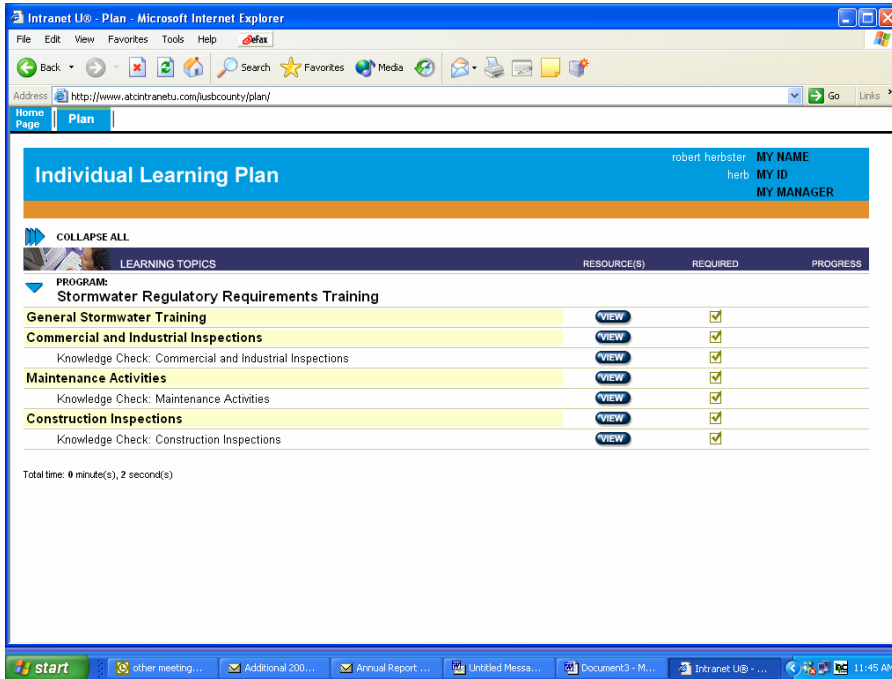 Intranet U® - Plan - Microsoft Internet Explorer
File Edit View Favorites Tools Help eFax
Back Search Favorites Media
Address http://www.atcintranetu.com/iusbcounty/plan/ Go Links »
Home Page Plan
robert herbster MY NAME
Individual Learning Plan herb MY ID
MY MANAGER
COLLAPSE ALL
LEARNING TOPICS RESOURCE(S) REQUIRED PROGRESS
PROGRAM:
Stormwater Regulatory Requirements Training
General Stormwater Training VIEW
Commercial and Industrial Inspections VIEW
Knowledge Check: Commercial and Industrial Inspections VIEW
Maintenance Activities VIEW
Knowledge Check: Maintenance Activities VIEW
Construction Inspections VIEW
Knowledge Check: Construction Inspections VIEW
Total time: 0 minute(s), 2 second(s)
start other meeting... Additional 200... Annual Report ... Untitled Messa... Document3 - M... Intranet U® - ... 11:45 AM